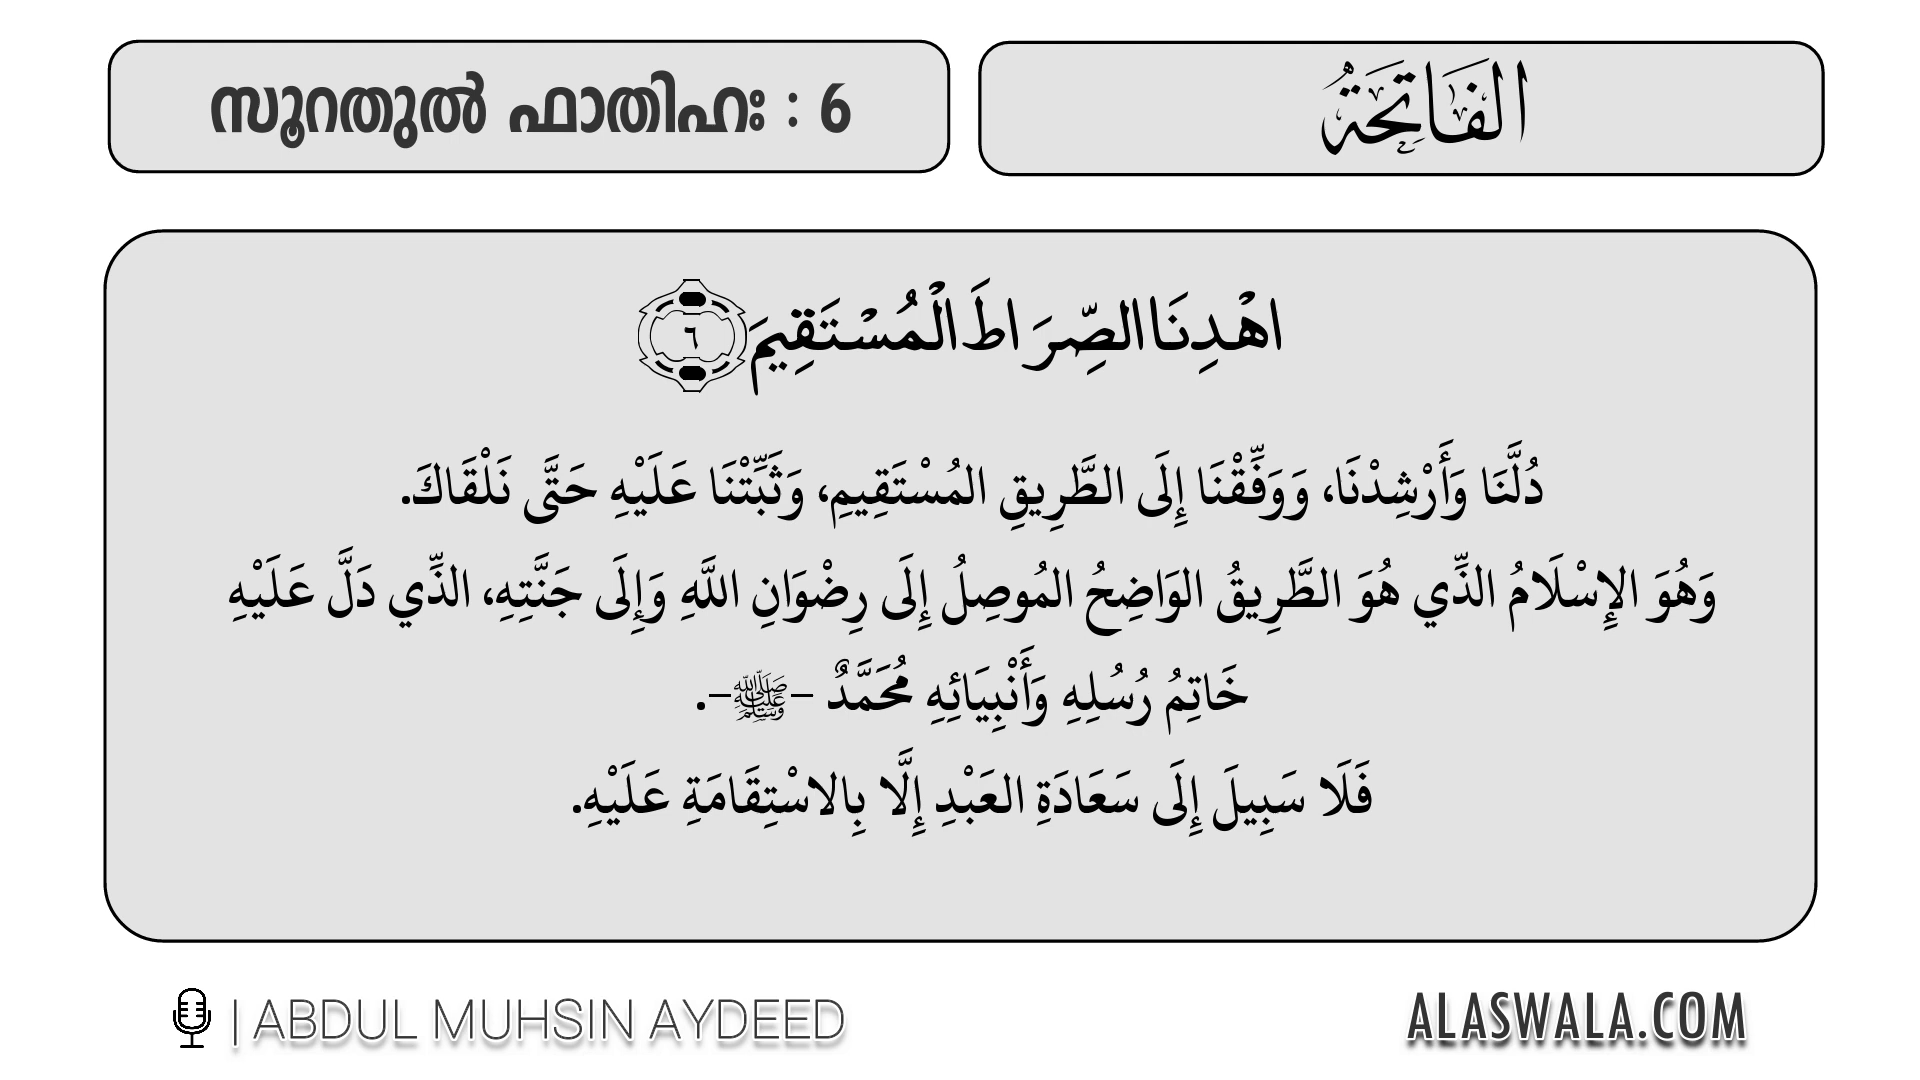 സൂറതുൽ ഫാതിഹഃ : 6
الفَاتِحَةُ
اهْدِنَا الصِّرَاطَ الْمُسْتَقِيمَ ٦
دُلَّنَا وَأَرْشِدْنَا، وَوَفِّقْنَا إِلَى الطَّرِيقِ المُسْتَقِيمِ، وَثَبِّتْنَا عَلَيْهِ حَتَّى نَلْقَاكَ.
وَهُوَ الإِسْلَامُ الذِّي هُوَ الطَّرِيقُ الوَاضِحُ المُوصِلُ إِلَى رِضْوَانِ اللَّهِ وَإِلَى جَنَّتِهِ، الذِّي دَلَّ عَلَيْهِ
خَاتِمُ رُسُلِهِ وَأَنْبِيَائِهِ مُحَمَّدٌ –ﷺ–.
فَلَا سَبِيلَ إِلَى سَعَادَةِ العَبْدِ إِلَّا بِالاسْتِقَامَةِ عَلَيْهِ.
| ABDUL MUHSIN AYDEED
ALASWALA.COM